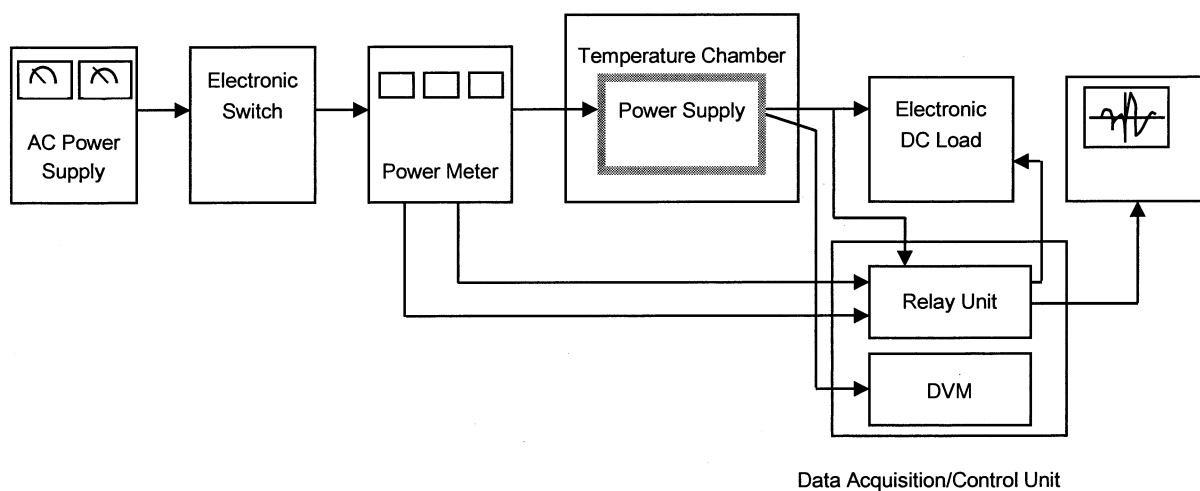 AC Power
Supply
Electronic
Switch
Power Meter
Temperature Chamber
Power Supply
Electronic
DC Load
Relay Unit
DVM
Data Acquisition/Control Unit